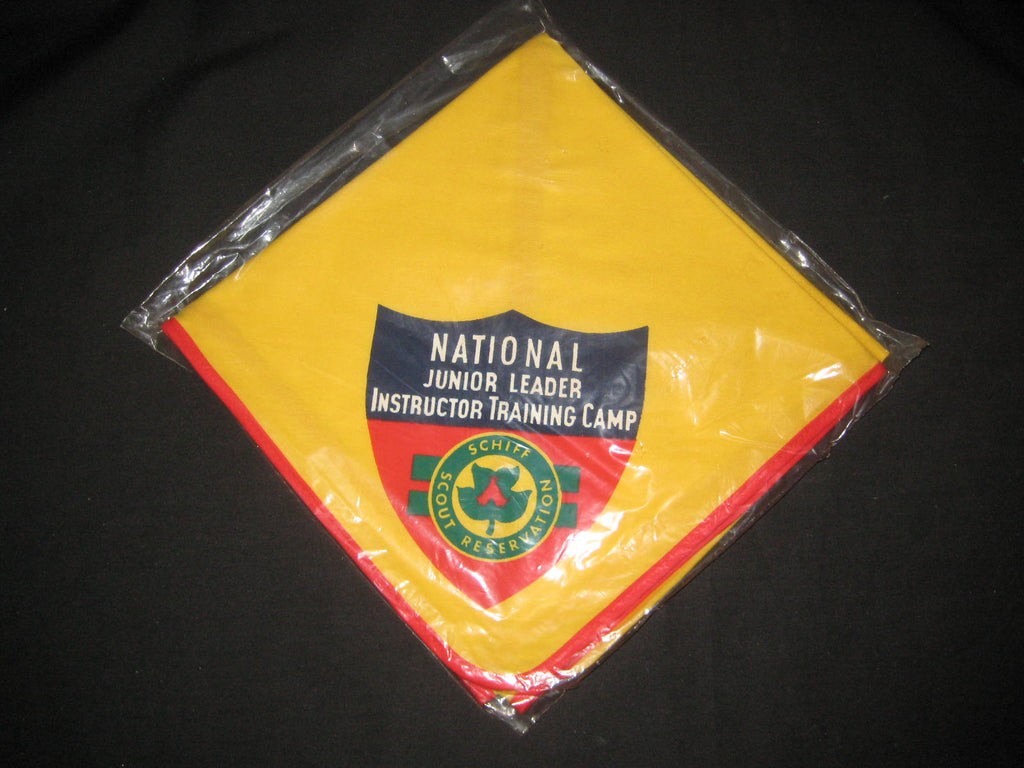 NATIONAL
JUNIOR LEADER
INSTRUCTOR TRAINING CAMP
SCHIFF
SCOUT RESERVATION